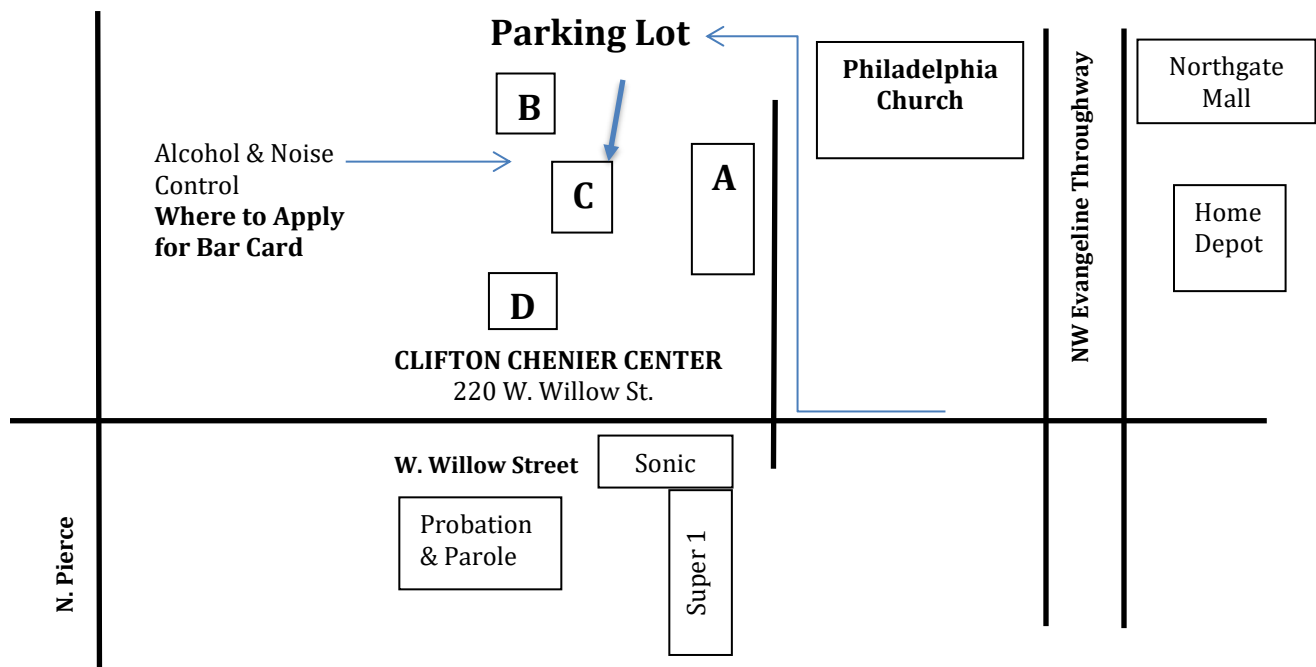 Parking Lot
Philadelphia
Church
Northgate
Mall
NW Evangeline Throughway
B
Alcohol & Noise
Control
Where to Apply
for Bar Card
C
A
Home
Depot
D
CLIFTON CHENIER CENTER
220 W. Willow St.
W. Willow Street
Sonic
Probation
& Parole
Super 1
N. Pierce